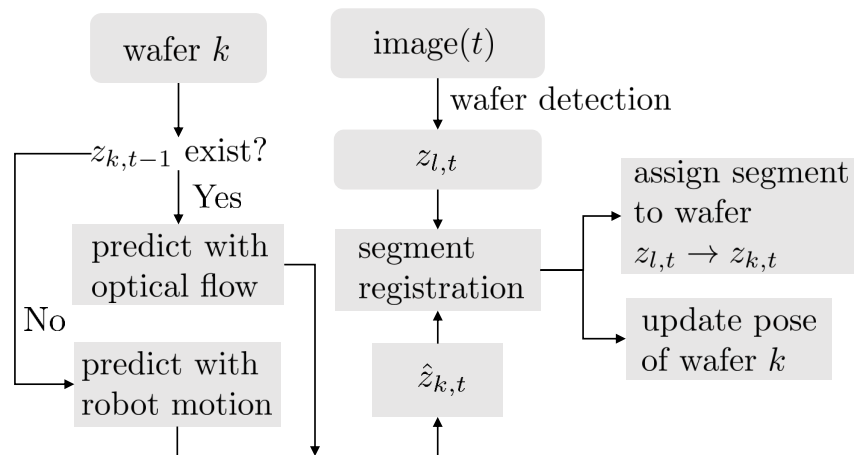 wafer k
image(t)
wafer detection
z_{k,t−1} exist?
z_{l,t}
Yes
assign segment
to wafer
z_{l,t} → z_{k,t}
predict with
optical flow
segment
registration
No
update pose
of wafer k
predict with
robot motion
ẑ_{k,t}